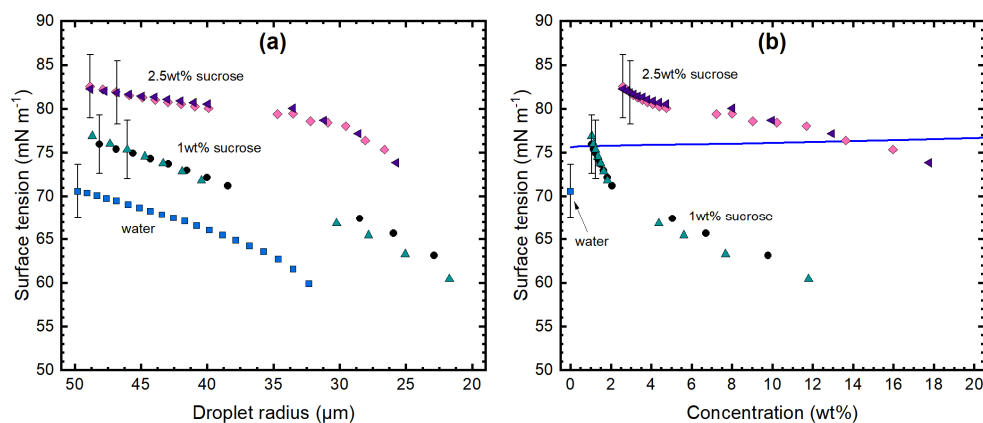 (a)
90
85
80
75
70
65
60
55
50
Surface tension (mN m⁻¹)
2.5wt% sucrose
1wt% sucrose
water
50 45 40 35 30 25 20
Droplet radius (µm)
(b)
90
85
80
75
70
65
60
55
50
Surface tension (mN m⁻¹)
2.5wt% sucrose
1wt% sucrose
water
0 2 4 6 8 10 12 14 16 18 20
Concentration (wt%)